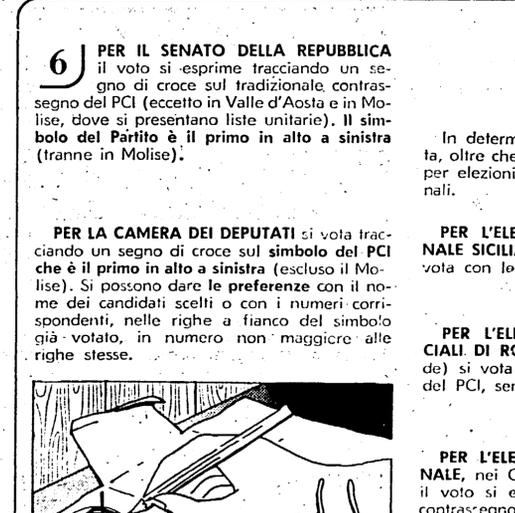 6 PER IL SENATO DELLA REPUBBLICA
il voto si esprime tracciando un se-
gno di croce sul tradizionale contras-
segno del PCI (eccetto in Valle d'Aosta e in Mo-
lise, dove si presentano liste unitarie). Il sim-
bolo del Partito è il primo in alto a sinistra
(tranne in Molise).
PER LA CAMERA DEI DEPUTATI si vota trac-
ciando un segno di croce sul simbolo del PCI
che è il primo in alto a sinistra (escluso il Mo-
lise). Si possono dare le preferenze con il no-
me dei candidati scelti o con i numeri corri-
spondenti, nelle righe a fianco del simbolo
già votato, in numero non maggiore alle
righe stesse.
In determ
ta, oltre che
per elezioni
nali.
PER L'ELE
NALE SICILIA
vota con le
PER L'ELE
CIALI DI RO
de) si vota
del PCI, sen
PER L'ELE
NALE, nei C
il voto si e
contrassegno